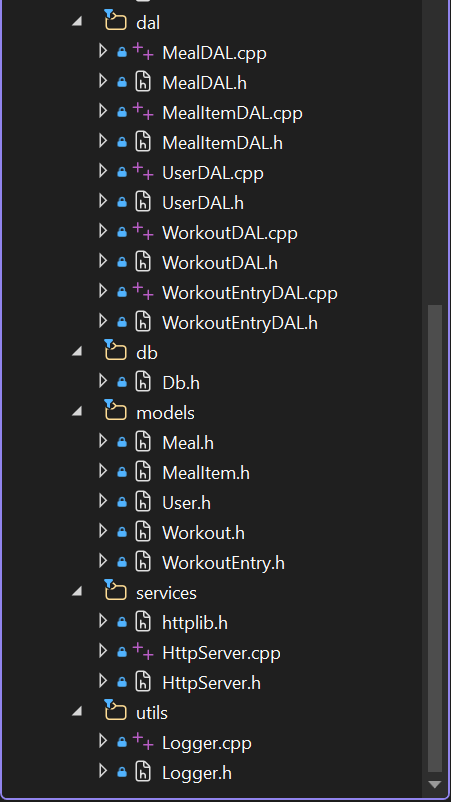 dal
MealDAL.cpp
MealDAL.h
MealItemDAL.cpp
MealItemDAL.h
UserDAL.cpp
UserDAL.h
WorkoutDAL.cpp
WorkoutDAL.h
WorkoutEntryDAL.cpp
WorkoutEntryDAL.h
db
Db.h
models
Meal.h
MealItem.h
User.h
Workout.h
WorkoutEntry.h
services
httplib.h
HttpServer.cpp
HttpServer.h
utils
Logger.cpp
Logger.h